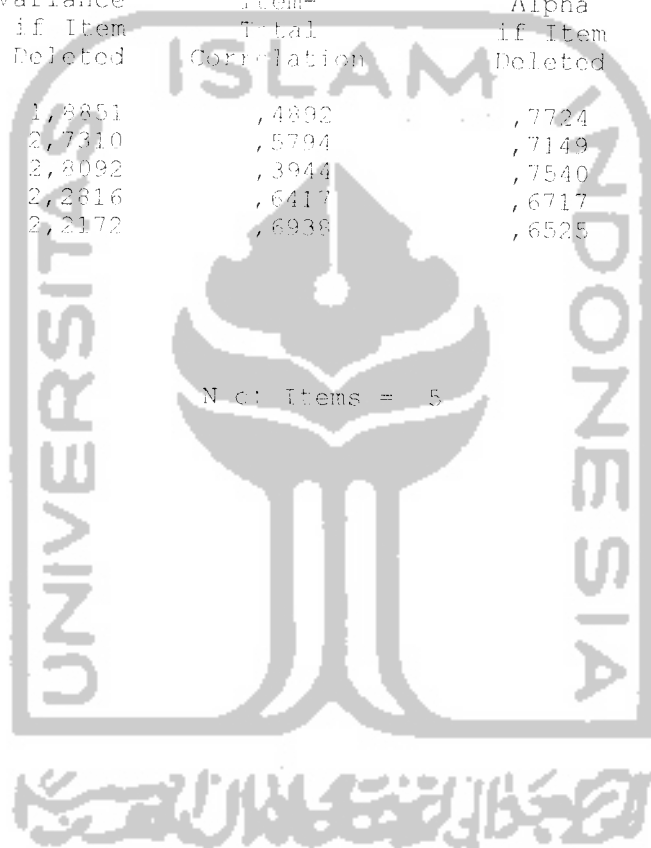 Variance Item- Alpha
if Item Total if Item
Deleted Correlation Deleted
ISLAM
UNIVERSITAS
INDONESIA
1,8851 ,4892 ,7724
2,7310 ,5794 ,7149
2,8092 ,3944 ,7540
2,2816 ,6417 ,6717
2,2172 ,6938 ,6525
N of Items = 5